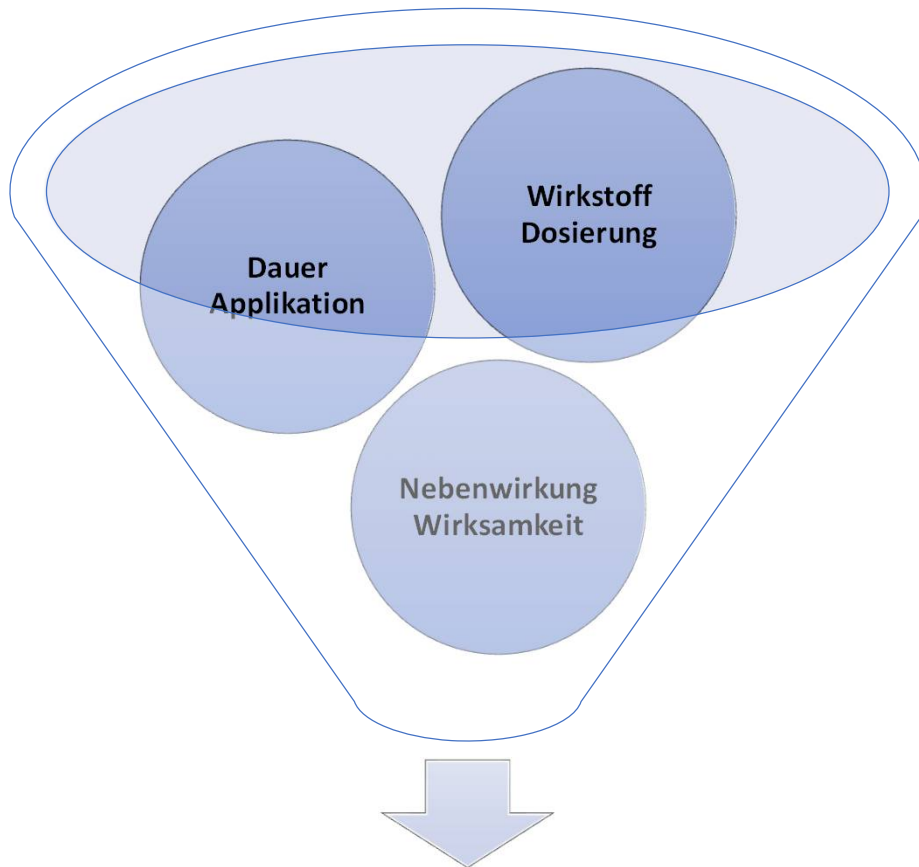 Wirkstoff
Dosierung
Dauer
Applikation
Nebenwirkung
Wirksamkeit